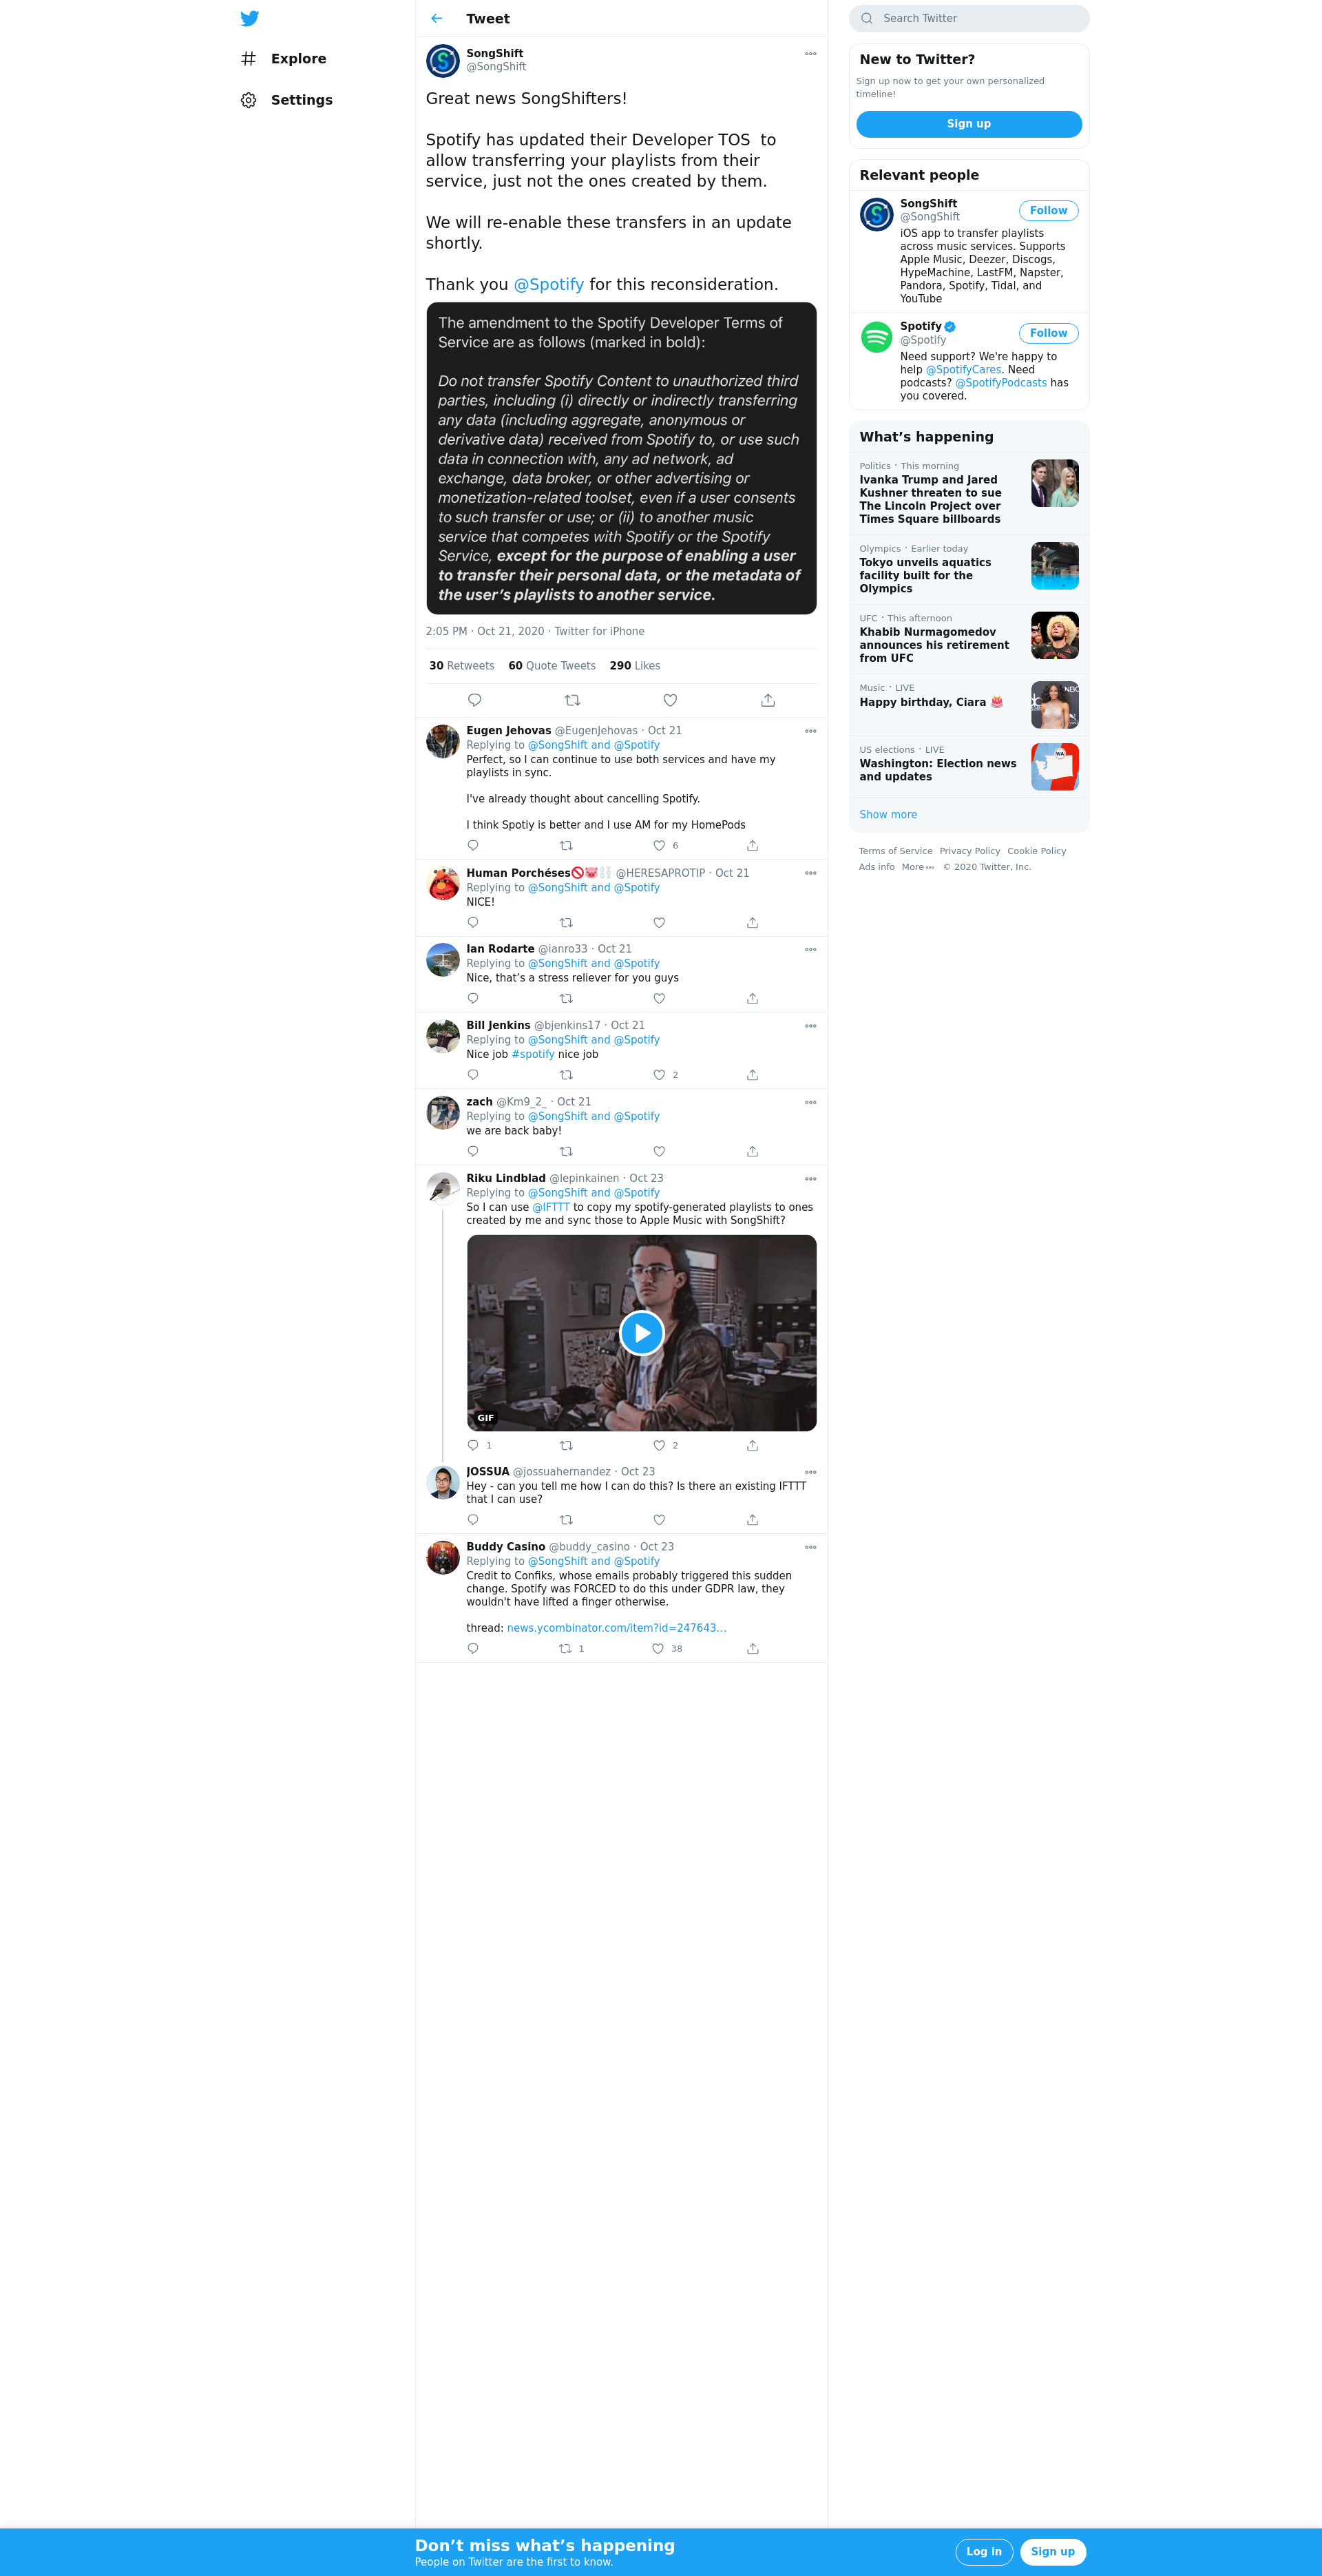 Explore
Settings
Tweet
SongShift
@SongShift
Great news SongShifters!
Spotify has updated their Developer TOS  to
allow transferring your playlists from their
service, just not the ones created by them.
We will re-enable these transfers in an update
shortly.
Thank you @Spotify for this reconsideration.
The amendment to the Spotify Developer Terms of
Service are as follows (marked in bold):
Do not transfer Spotify Content to unauthorized third
parties, including (i) directly or indirectly transferring
any data (including aggregate, anonymous or
derivative data) received from Spotify to, or use such
data in connection with, any ad network, ad
exchange, data broker, or other advertising or
monetization-related toolset, even if a user consents
to such transfer or use; or (ii) to another music
service that competes with Spotify or the Spotify
Service, except for the purpose of enabling a user
to transfer their personal data, or the metadata of
the user's playlists to another service.
2:05 PM · Oct 21, 2020 · Twitter for iPhone
30 Retweets 60 Quote Tweets 290 Likes
Eugen Jehovas @EugenJehovas · Oct 21
Replying to @SongShift and @Spotify
Perfect, so I can continue to use both services and have my
playlists in sync.
I've already thought about cancelling Spotify.
I think Spotiy is better and I use AM for my HomePods
6
Human Porchéses🚫🐷⛓️ @HERESAPROTIP · Oct 21
Replying to @SongShift and @Spotify
NICE!
Ian Rodarte @ianro33 · Oct 21
Replying to @SongShift and @Spotify
Nice, that’s a stress reliever for you guys
Bill Jenkins @bjenkins17 · Oct 21
Replying to @SongShift and @Spotify
Nice job #spotify nice job
2
zach @Km9_2_ · Oct 21
Replying to @SongShift and @Spotify
we are back baby!
Riku Lindblad @lepinkainen · Oct 23
Replying to @SongShift and @Spotify
So I can use @IFTTT to copy my spotify-generated playlists to ones
created by me and sync those to Apple Music with SongShift?
GIF
1 2
JOSSUA @jossuahernandez · Oct 23
Hey - can you tell me how I can do this? Is there an existing IFTTT
that I can use?
Buddy Casino @buddy_casino · Oct 23
Replying to @SongShift and @Spotify
Credit to Confiks, whose emails probably triggered this sudden
change. Spotify was FORCED to do this under GDPR law, they
wouldn't have lifted a finger otherwise.
thread: news.ycombinator.com/item?id=247643…
1 38
Search Twitter
New to Twitter?
Sign up now to get your own personalized
timeline!
Sign up
Relevant people
SongShift
@SongShift
Follow
iOS app to transfer playlists
across music services. Supports
Apple Music, Deezer, Discogs,
HypeMachine, LastFM, Napster,
Pandora, Spotify, Tidal, and
YouTube
Spotify
@Spotify
Follow
Need support? We're happy to
help @SpotifyCares. Need
podcasts? @SpotifyPodcasts has
you covered.
What’s happening
Politics · This morning
Ivanka Trump and Jared
Kushner threaten to sue
The Lincoln Project over
Times Square billboards
Olympics · Earlier today
Tokyo unveils aquatics
facility built for the
Olympics
UFC · This afternoon
Khabib Nurmagomedov
announces his retirement
from UFC
Music · LIVE
Happy birthday, Ciara 🎂
NBC
US elections · LIVE
Washington: Election news
and updates
WA
Show more
Terms of Service Privacy Policy Cookie Policy
Ads info More © 2020 Twitter, Inc.
Don’t miss what’s happening
People on Twitter are the first to know.
Log in
Sign up